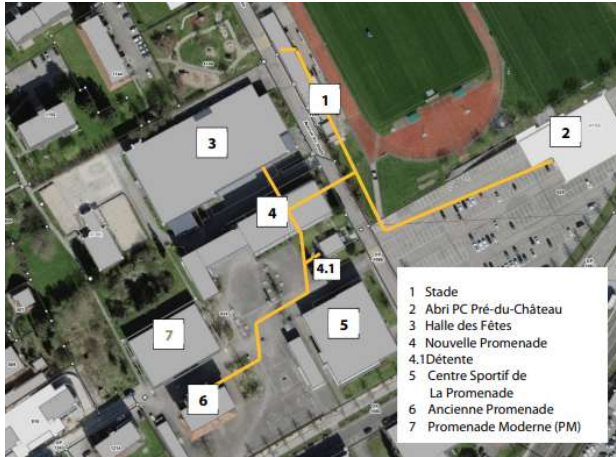 1
2
3
4
4.1
5
7
6
1 Stade
2 Abri PC Pré-du-Château
3 Halle des Fêtes
4 Nouvelle Promenade
4.1Détente
5 Centre Sportif de
La Promenade
6 Ancienne Promenade
7 Promenade Moderne (PM)